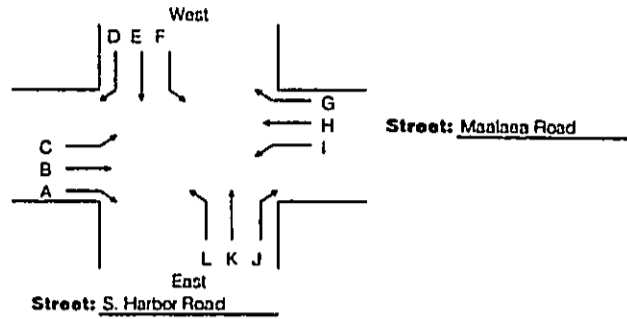 West
D E F
G
H
Street: Maalaea Road
I
C
B
A
L K J
East
Street: S. Harbor Road